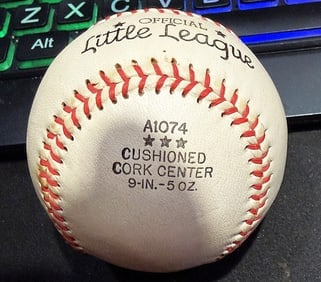 Z X C V B
Alt
★ OFFICIAL ★
Little League
A1074
★★★
CUSHIONED
CORK CENTER
9-IN.-5 OZ.